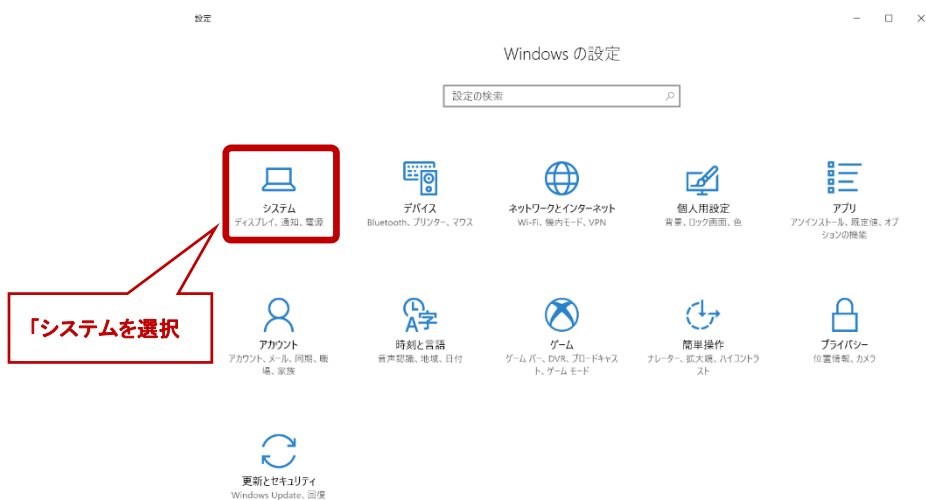 設定
Windows の設定
設定の検索
システム
ディスプレイ、通知、電源
デバイス
Bluetooth、プリンター、マウス
ネットワークとインターネット
Wi-Fi、機内モード、VPN
個人用設定
背景、ロック画面、色
アプリ
アンインストール、既定値、オプ
ションの機能
「システムを選択
アカウント
アカウント、メール、同期、職
場、家族
時刻と言語
音声認識、地域、日付
ゲーム
ゲーム バー、DVR、ブロードキャス
ト、ゲーム モード
簡単操作
ナレーター、拡大鏡、ハイコントラ
スト
プライバシー
位置情報、カメラ
更新とセキュリティ
Windows Update、回復